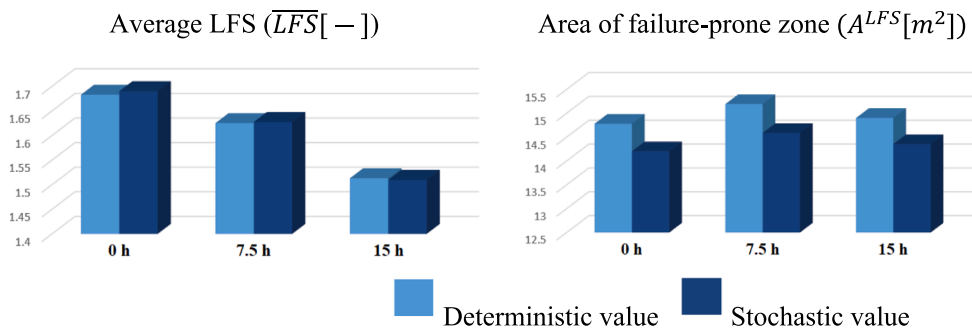 Average LFS (\overline{LFS}[−])
Area of failure-prone zone (A^{LFS}[m^2])
1.7
1.65
1.6
1.55
1.5
1.45
1.4
0 h
7.5 h
15 h
15.5
15
14.5
14
13.5
13
12.5
0 h
7.5 h
15 h
Deterministic value
Stochastic value